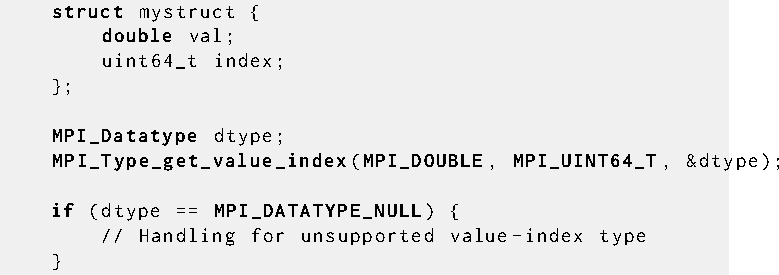 struct mystruct {
    double val;
    uint64_t index;
};

MPI_Datatype dtype;
MPI_Type_get_value_index(MPI_DOUBLE, MPI_UINT64_T, &dtype);

if (dtype == MPI_DATATYPE_NULL) {
    // Handling for unsupported value-index type
}